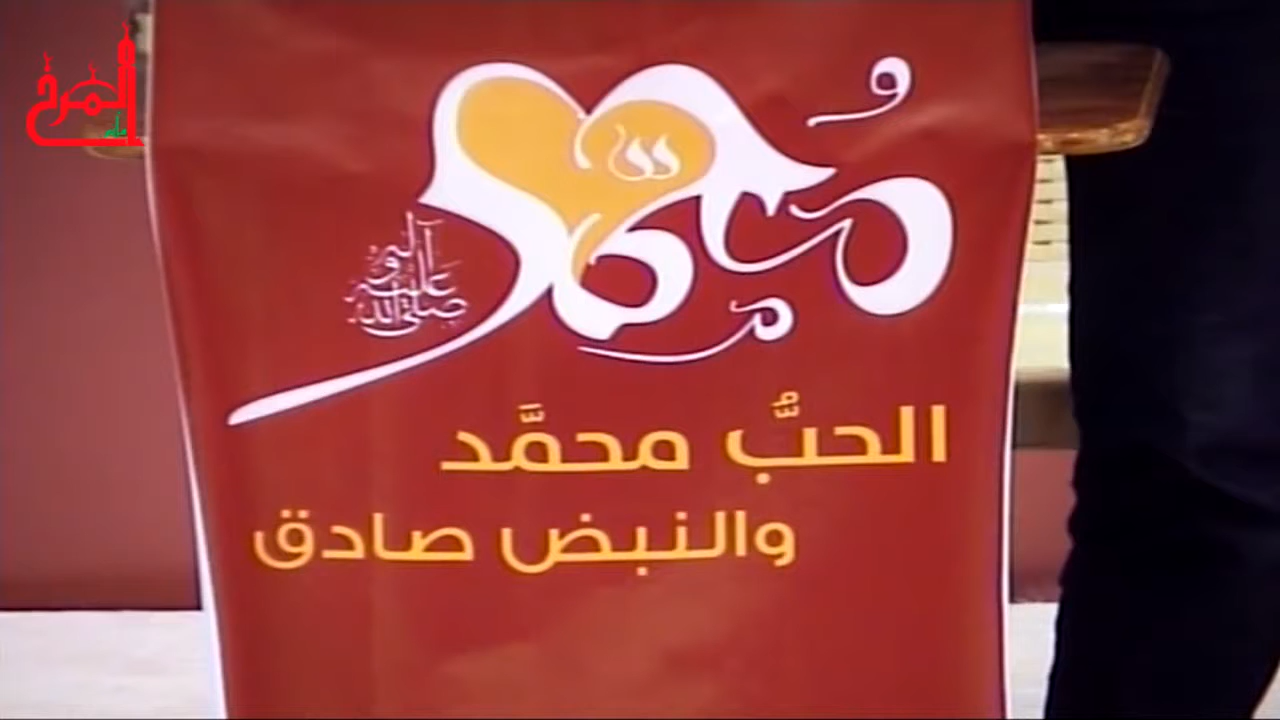 محمد
صلى الله عليه وآله
الحبُّ محمَّد
والنبض صادق